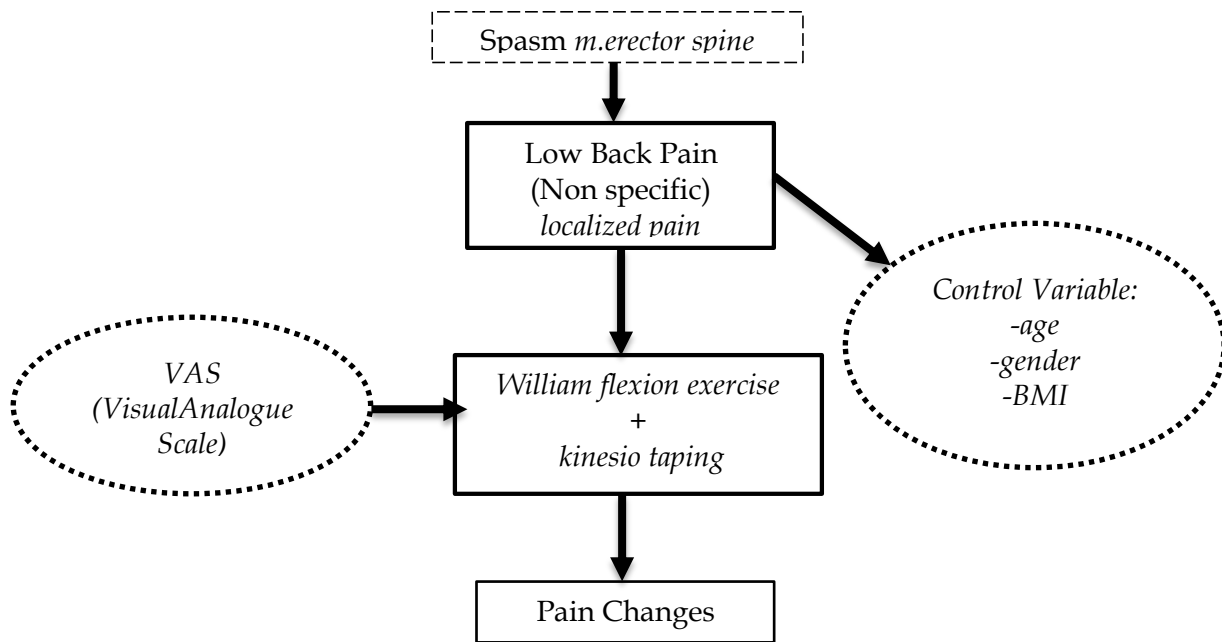 Spasm m.erector spine
Low Back Pain
(Non specific)
localized pain
Control Variable:
-age
-gender
-BMI
VAS
(VisualAnalogue
Scale)
William flexion exercise
+
kinesio taping
Pain Changes